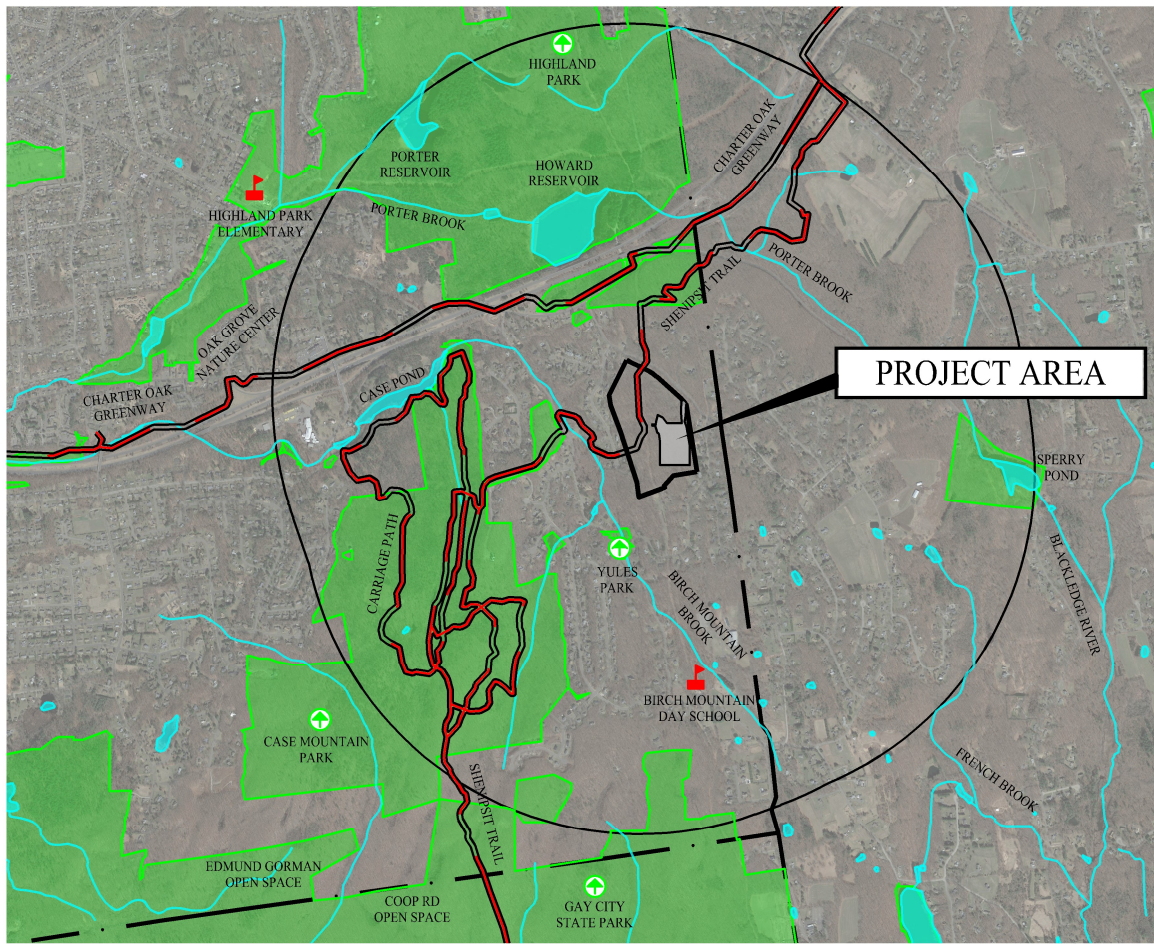 HIGHLAND
PARK
CHARTER OAK
GREENWAY
PORTER
RESERVOIR
HOWARD
RESERVOIR
HIGHLAND PARK
ELEMENTARY
PORTER BROOK
SHENIPSIT TRAIL
PORTER BROOK
OAK GROVE
NATURE CENTER
PROJECT AREA
CHARTER OAK
GREENWAY
CASE POND
SPERRY
POND
CARRIAGE PATH
YULES
PARK
BIRCH MOUNTAIN
BROOK
BLACKLEDGE RIVER
BIRCH MOUNTAIN
DAY SCHOOL
CASE MOUNTAIN
PARK
SHENIPSIT TRAIL
FRENCH BROOK
EDMUND GORMAN
OPEN SPACE
COOP RD
OPEN SPACE
GAY CITY
STATE PARK